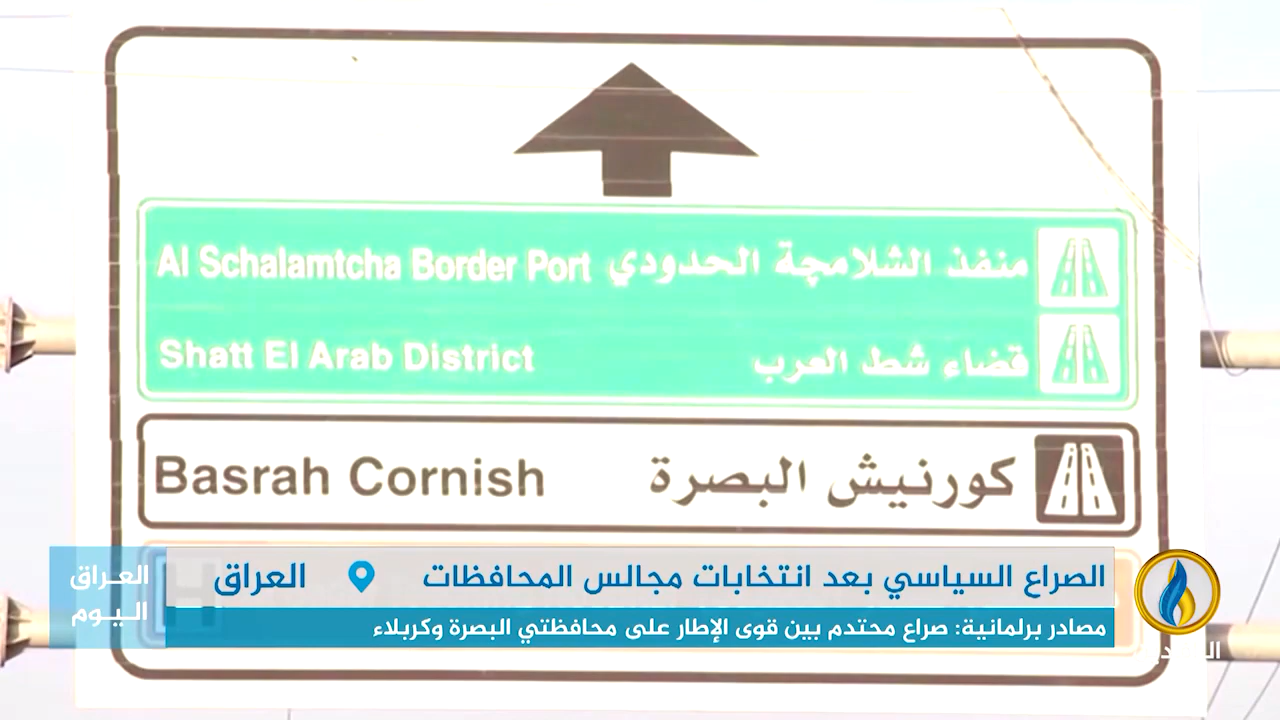 Al Schalamtcha Border Port منفذ الشلامچة الحدودي
Shatt El Arab District قضاء شط العرب
Basrah Cornish كورنيش البصرة
الصراع السياسي بعد انتخابات مجالس المحافظات العراق
مصادر برلمانية: صراع محتدم بين قوى الإطار على محافظتي البصرة وكربلاء
العراق
اليوم